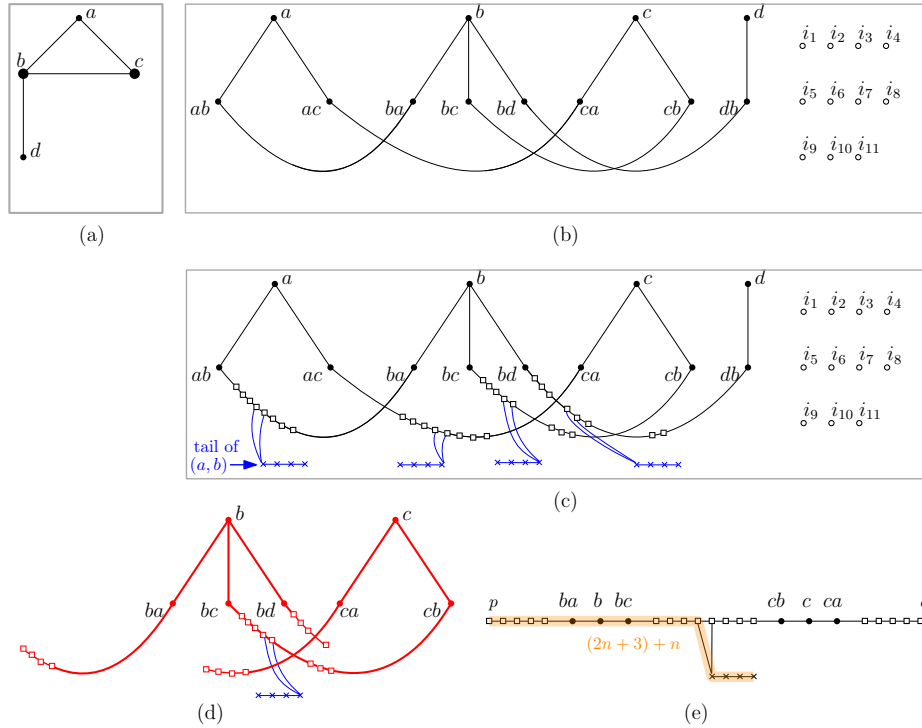 a
b c
d
(a)
a b c d
ab ac ba bc bd ca cb db
i1 i2 i3 i4
i5 i6 i7 i8
i9 i10 i11
(b)
a b c d
ab ac ba bc bd ca cb db
i1 i2 i3 i4
i5 i6 i7 i8
i9 i10 i11
tail of
(a, b)
(c)
b c
ba bc bd ca cb
(d)
p ba b bc cb c ca
(2n + 3) + n
(e)